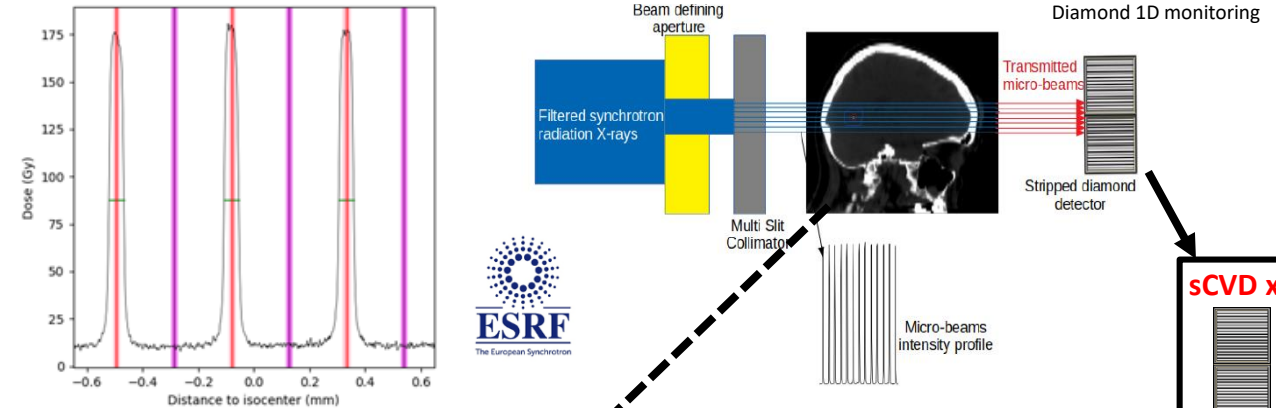 175
150
125
100
75
50
25
0
Dose (Gy)
−0.6 −0.4 −0.2 0.0 0.2 0.4 0.6
Distance to isocenter (mm)
ESRF
The European Synchrotron
Beam defining
aperture
Filtered synchrotron
radiation X-rays
Multi Slit
Collimator
Micro-beams
intensity profile
Diamond 1D monitoring
Transmitted
micro-beams
Stripped diamond
detector
sCVD x